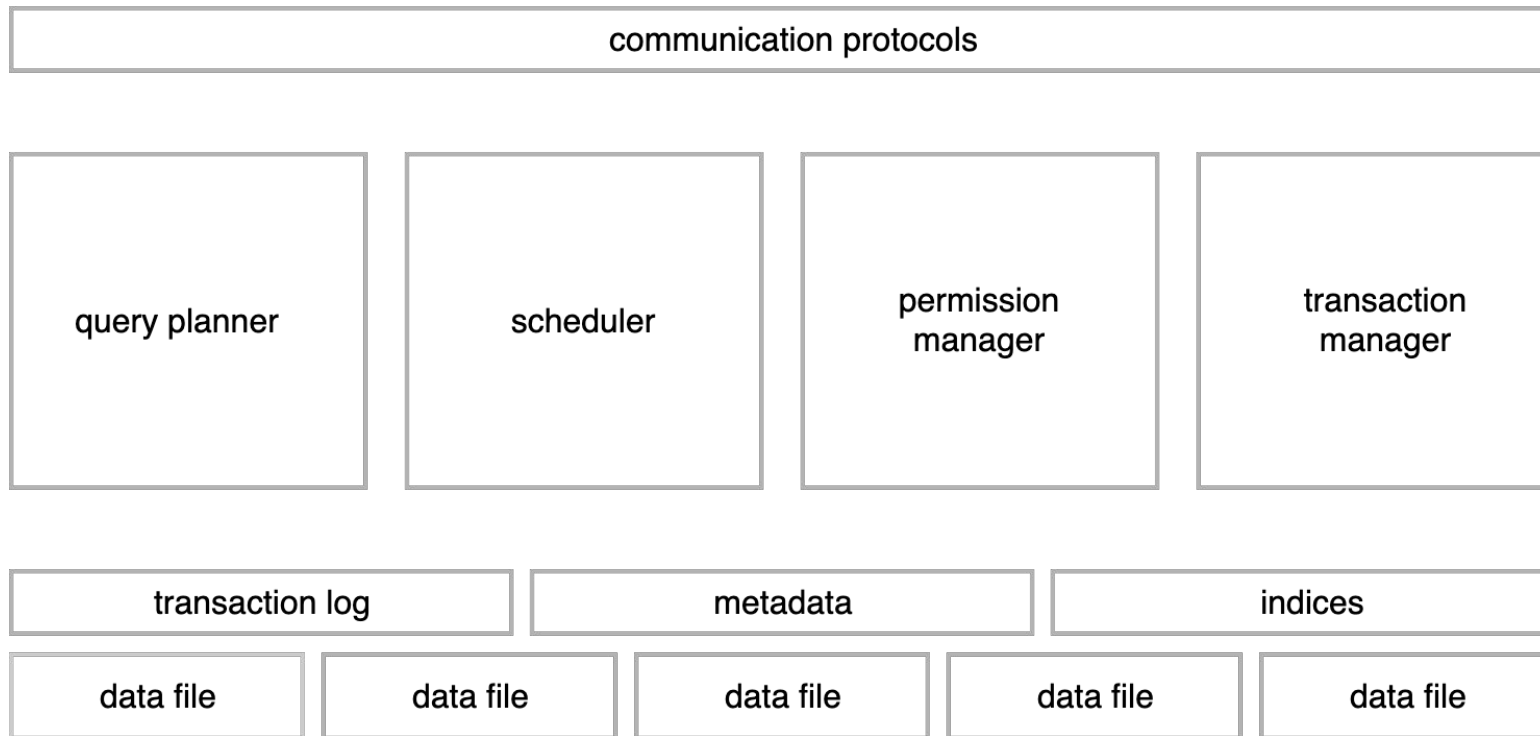 communication protocols
query planner
scheduler
permission
manager
transaction
manager
transaction log
metadata
indices
data file
data file
data file
data file
data file